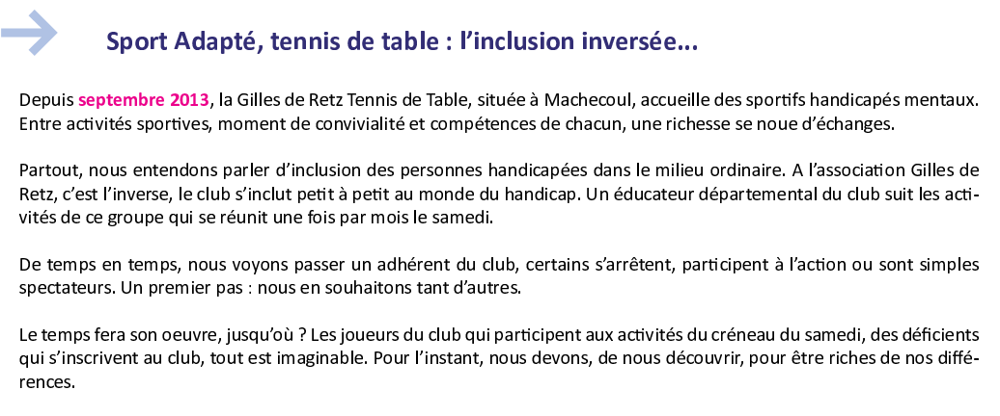 Sport Adapté, tennis de table : l’inclusion inversée...
Depuis septembre 2013, la Gilles de Retz Tennis de Table, située à Machecoul, accueille des sportifs handicapés mentaux.
Entre activités sportives, moment de convivialité et compétences de chacun, une richesse se noue d’échanges.
Partout, nous entendons parler d’inclusion des personnes handicapées dans le milieu ordinaire. A l’association Gilles de
Retz, c’est l’inverse, le club s’inclut petit à petit au monde du handicap. Un éducateur départemental du club suit les acti-
vités de ce groupe qui se réunit une fois par mois le samedi.
De temps en temps, nous voyons passer un adhérent du club, certains s’arrêtent, participent à l’action ou sont simples
spectateurs. Un premier pas : nous en souhaitons tant d’autres.
Le temps fera son oeuvre, jusqu’où ? Les joueurs du club qui participent aux activités du créneau du samedi, des déficients
qui s’inscrivent au club, tout est imaginable. Pour l’instant, nous devons, de nous découvrir, pour être riches de nos diffé-
rences.